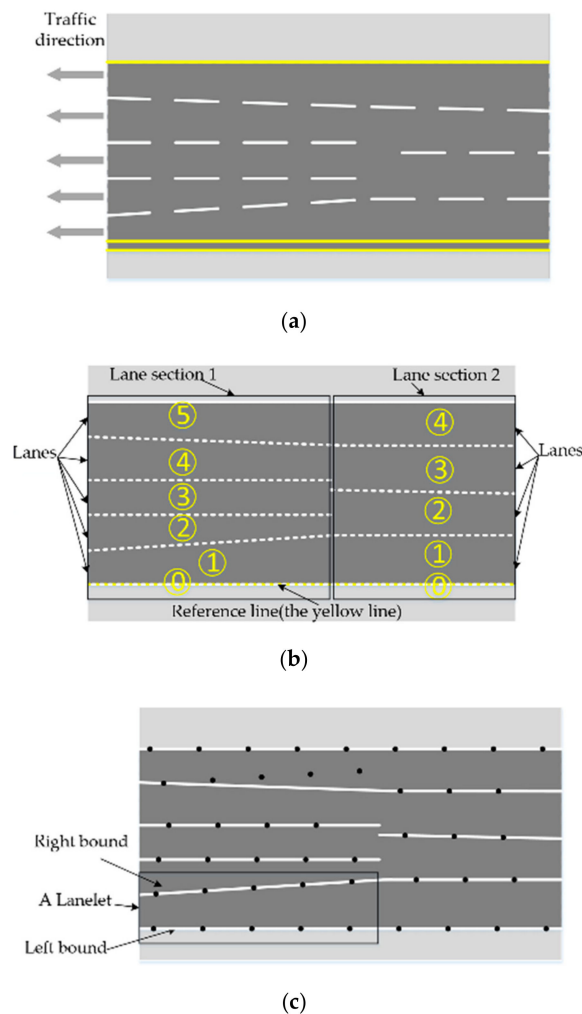 Traffic
direction
(a)
Lane section 1
Lane section 2
⑤
④
④
Lanes
③
Lanes
③
②
②
①
①
⓪
⓪
Reference line(the yellow line)
(b)
Right bound
A Lanelet
Left bound
(c)